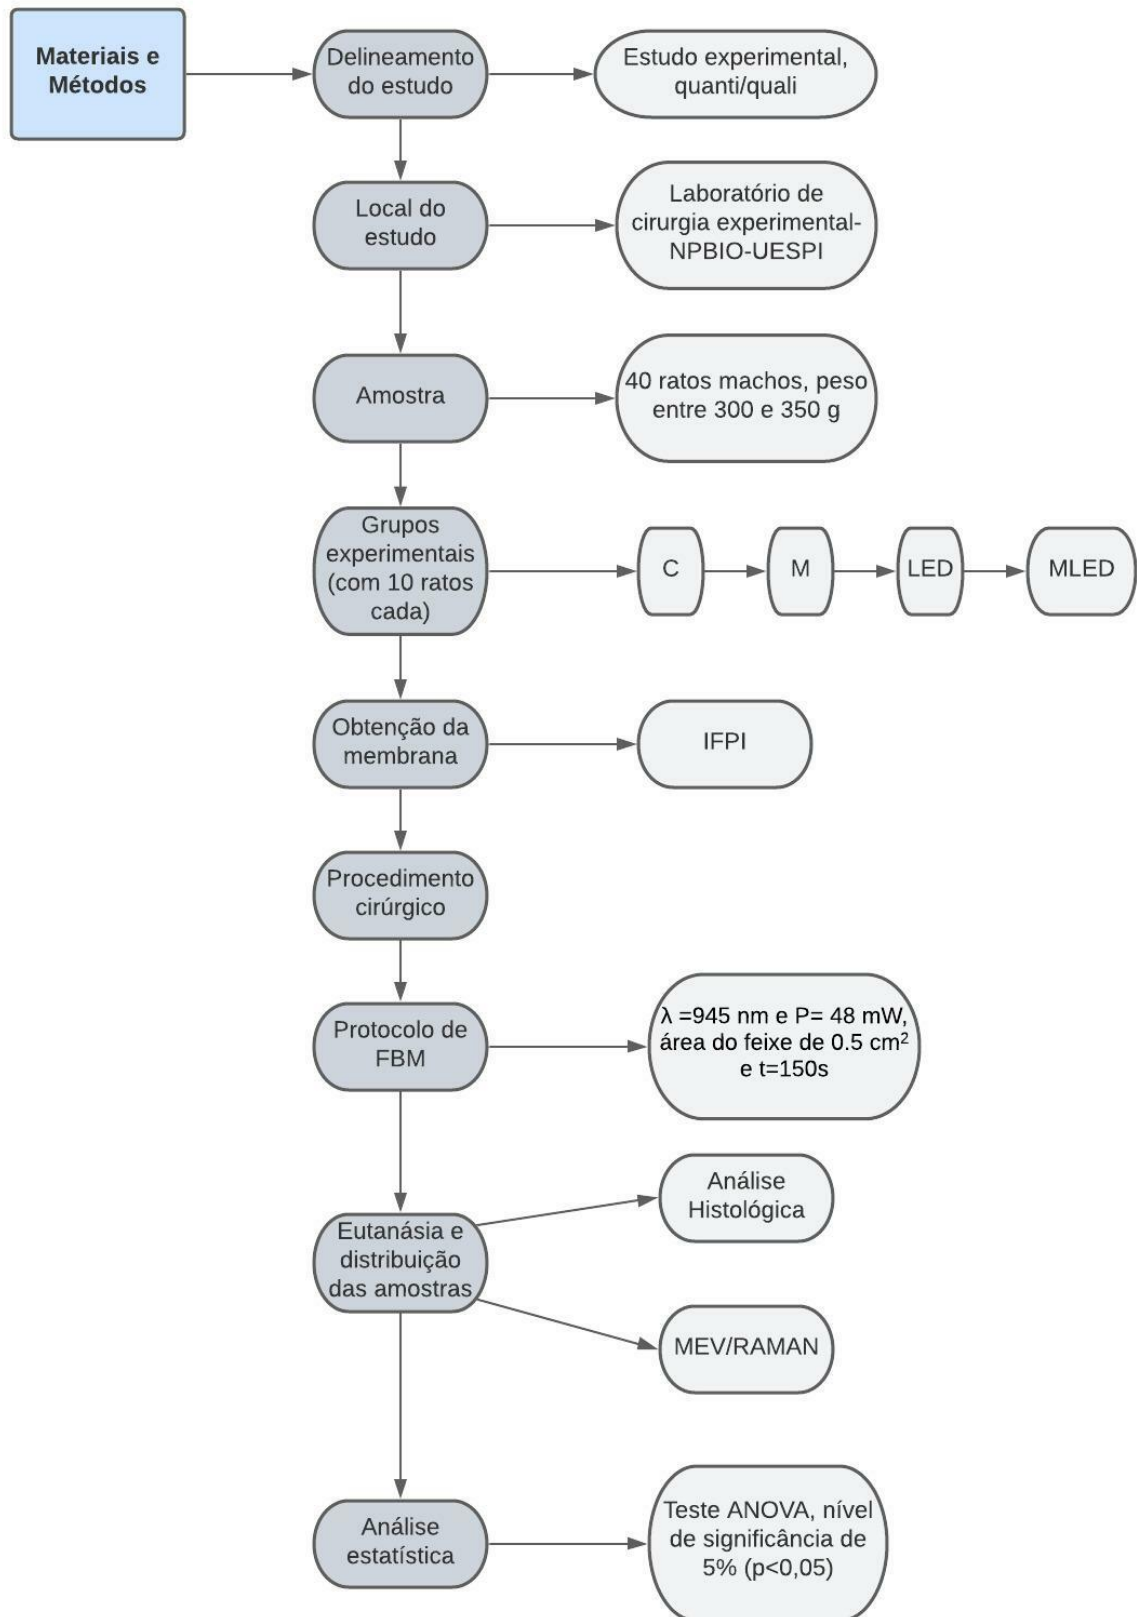 Materiais e
Métodos
Delineamento
do estudo
Estudo experimental,
quanti/quali
Local do
estudo
Laboratório de
cirurgia experimental-
NPBIO-UESPI
Amostra
40 ratos machos, peso
entre 300 e 350 g
Grupos
experimentais
(com 10 ratos
cada)
C
M
LED
MLED
Obtenção da
membrana
IFPI
Procedimento
cirúrgico
Protocolo de
FBM
λ =945 nm e P= 48 mW,
área do feixe de 0.5 cm²
e t=150s
Eutanásia e
distribuição
das amostras
Análise
Histológica
MEV/RAMAN
Análise
estatística
Teste ANOVA, nível
de significância de
5% (p<0,05)